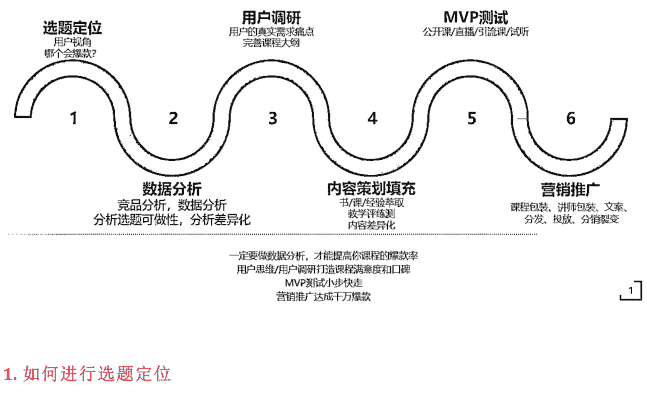 选题定位
用户视角
哪个会爆款?
用户调研
用户的真实需求痛点
完善课程大纲
MVP测试
公开课/直播/引流课/试听
1
2
3
4
5
6
数据分析
竞品分析，数据分析
分析选题可做性，分析差异化
内容策划填充
书/课/经验萃取
教学评练测
内容差异化
营销推广
课程包装、讲师包装、文案、
分发、投放、分销裂变
一定要做数据分析，才能提高你课程的爆款率
用户思维/用户调研打造课程满意度和口碑
MVP测试小步快走
营销推广达成千万爆款
1
1. 如何进行选题定位